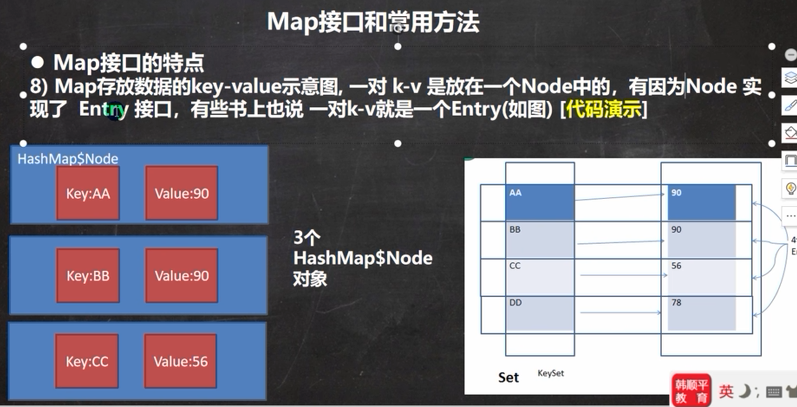 Map接口和常用方法
● Map接口的特点
8) Map存放数据的key-value示意图, 一对 k-v 是放在一个Node中的，有因为Node 实
现了 Entry 接口，有些书上也说 一对k-v就是一个Entry(如图) [代码演示]
HashMap$Node
Key:AA Value:90
Key:BB Value:90
Key:CC Value:56
3个
HashMap$Node
对象
AA 90
BB 90
CC 56
DD 78
Set KeySet
韩顺平
教育
英